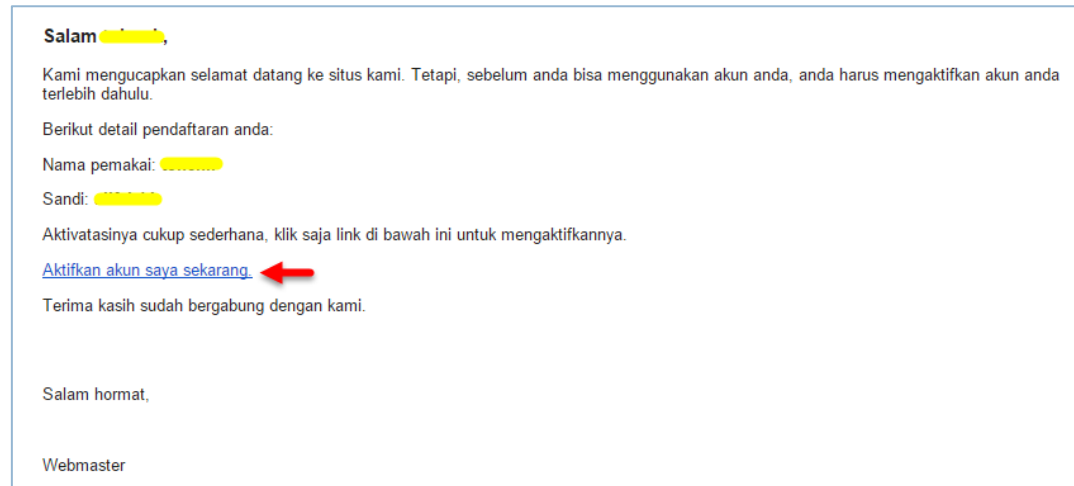 Salam ,
Kami mengucapkan selamat datang ke situs kami. Tetapi, sebelum anda bisa menggunakan akun anda, anda harus mengaktifkan akun anda
terlebih dahulu.
Berikut detail pendaftaran anda:
Nama pemakai:
Sandi:
Aktivatasinya cukup sederhana, klik saja link di bawah ini untuk mengaktifkannya.
Aktifkan akun saya sekarang.
Terima kasih sudah bergabung dengan kami.
Salam hormat,
Webmaster